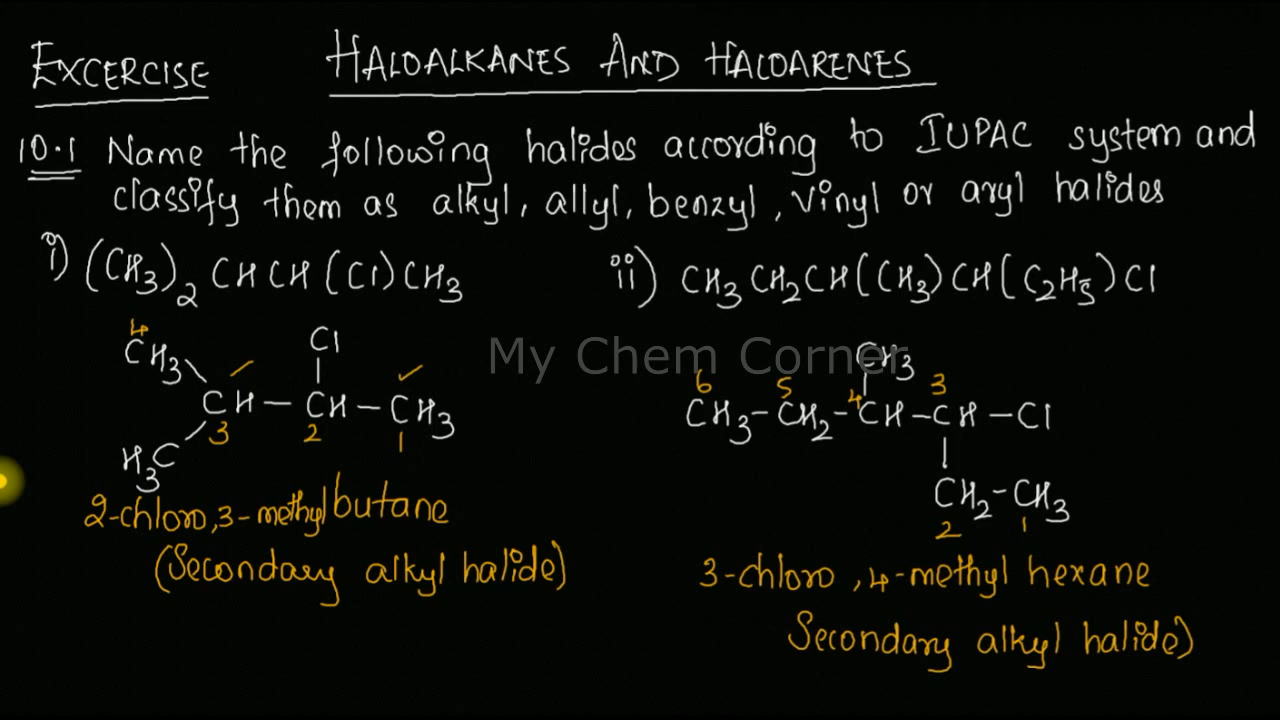 EXCERCISE HALOALKANES AND HALOARENES
10.1 Name the following halides according to IUPAC system and
classify them as alkyl, allyl, benzyl, vinyl or aryl halides
i) (CH3)2 CHCH(Cl)CH3 ii) CH3CH2CH(CH3)CH(C2H5)Cl
4 Cl My Chem Corner CH3
CH3 6 5 4 3
CH – CH – CH3 CH3-CH2-CH-CH-Cl
3 2 1
H3C CH2-CH3
2 1
2-chloro,3-methylbutane
(Secondary alkyl halide) 3-chloro,4-methyl hexane
Secondary alkyl halide)